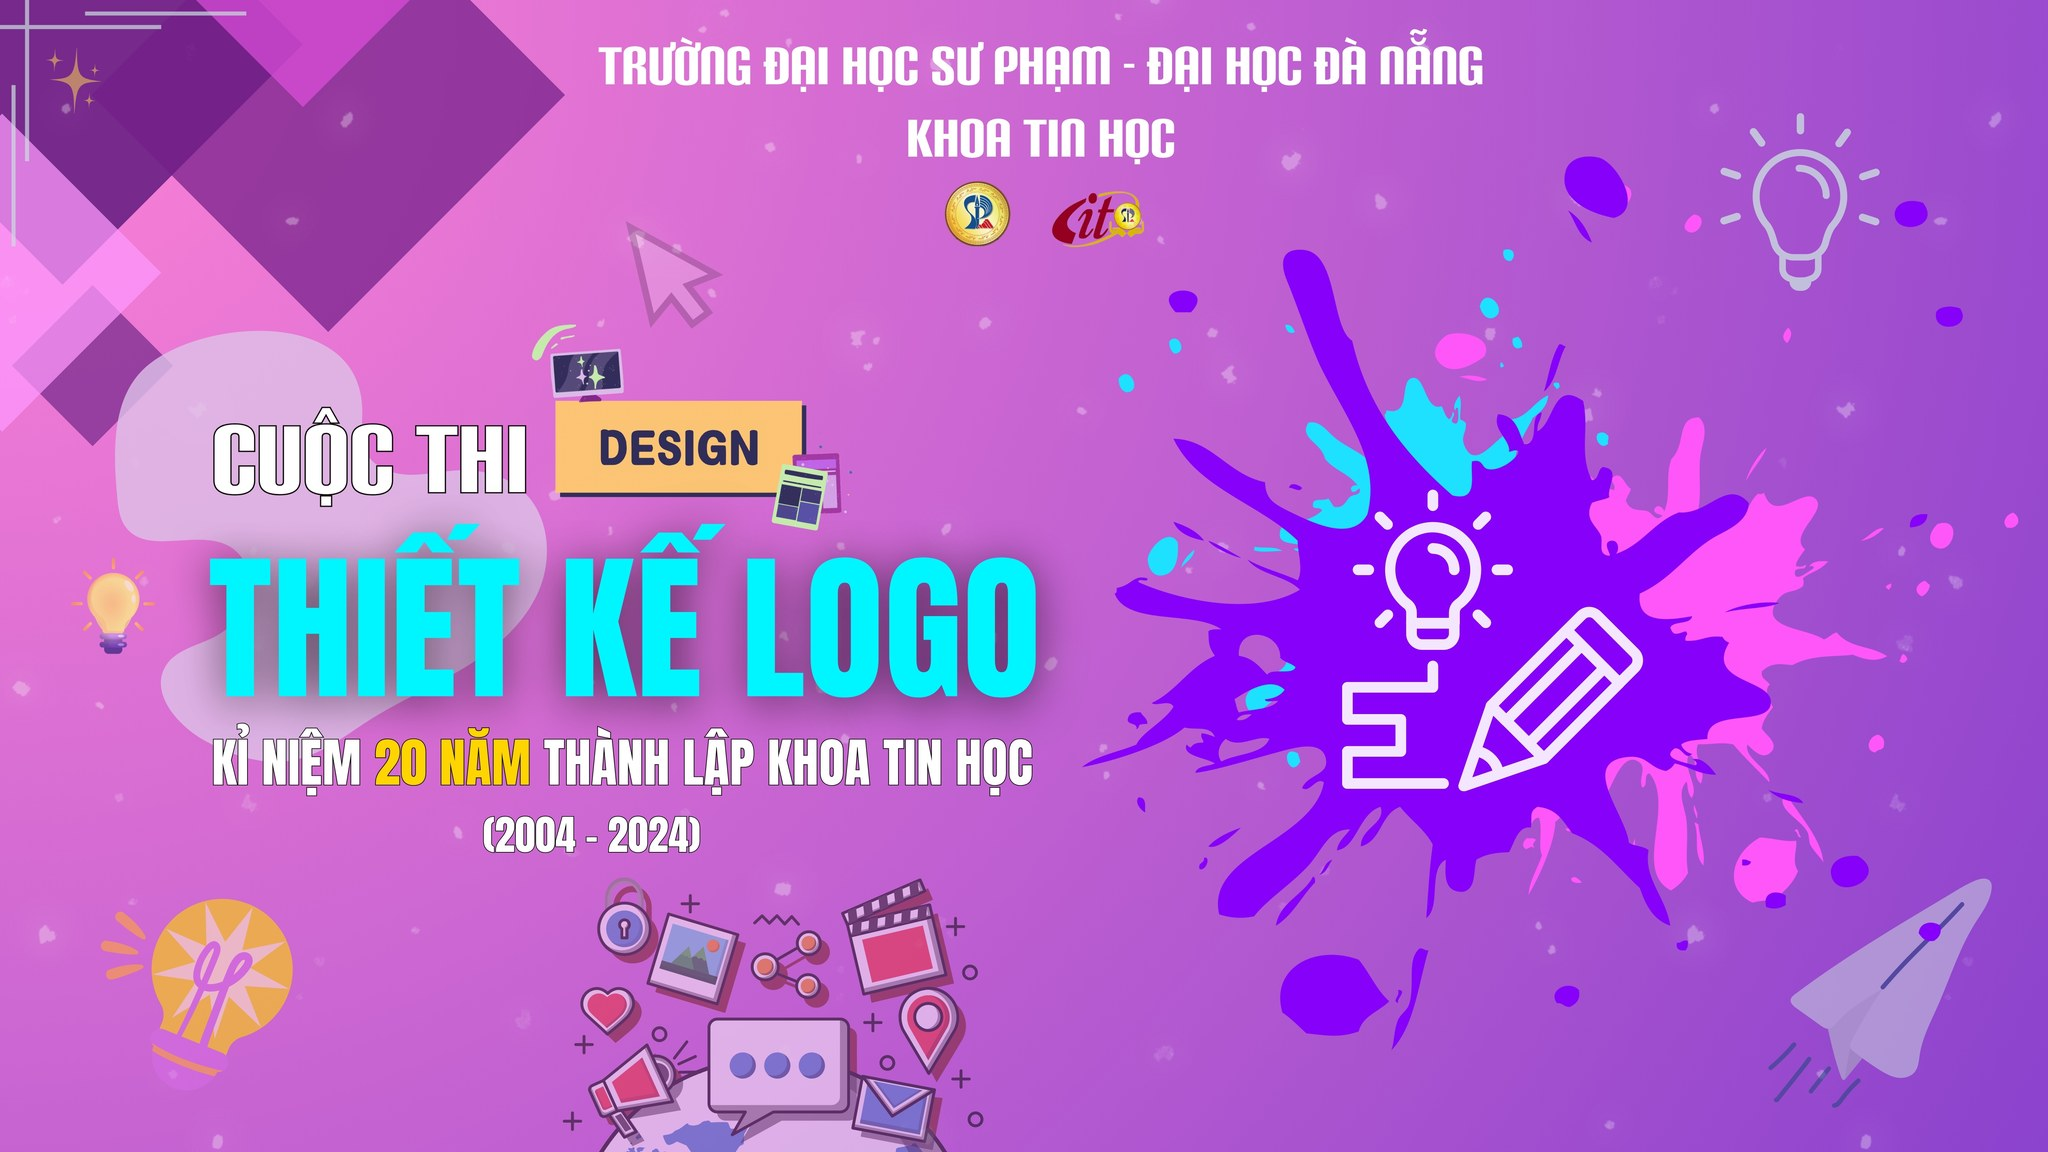 TRƯỜNG ĐẠI HỌC SƯ PHẠM - ĐẠI HỌC ĐÀ NẴNG
KHOA TIN HỌC
cit
CUỘC THI
DESIGN
THIẾT KẾ LOGO
KỈ NIỆM 20 NĂM THÀNH LẬP KHOA TIN HỌC
(2004 - 2024)